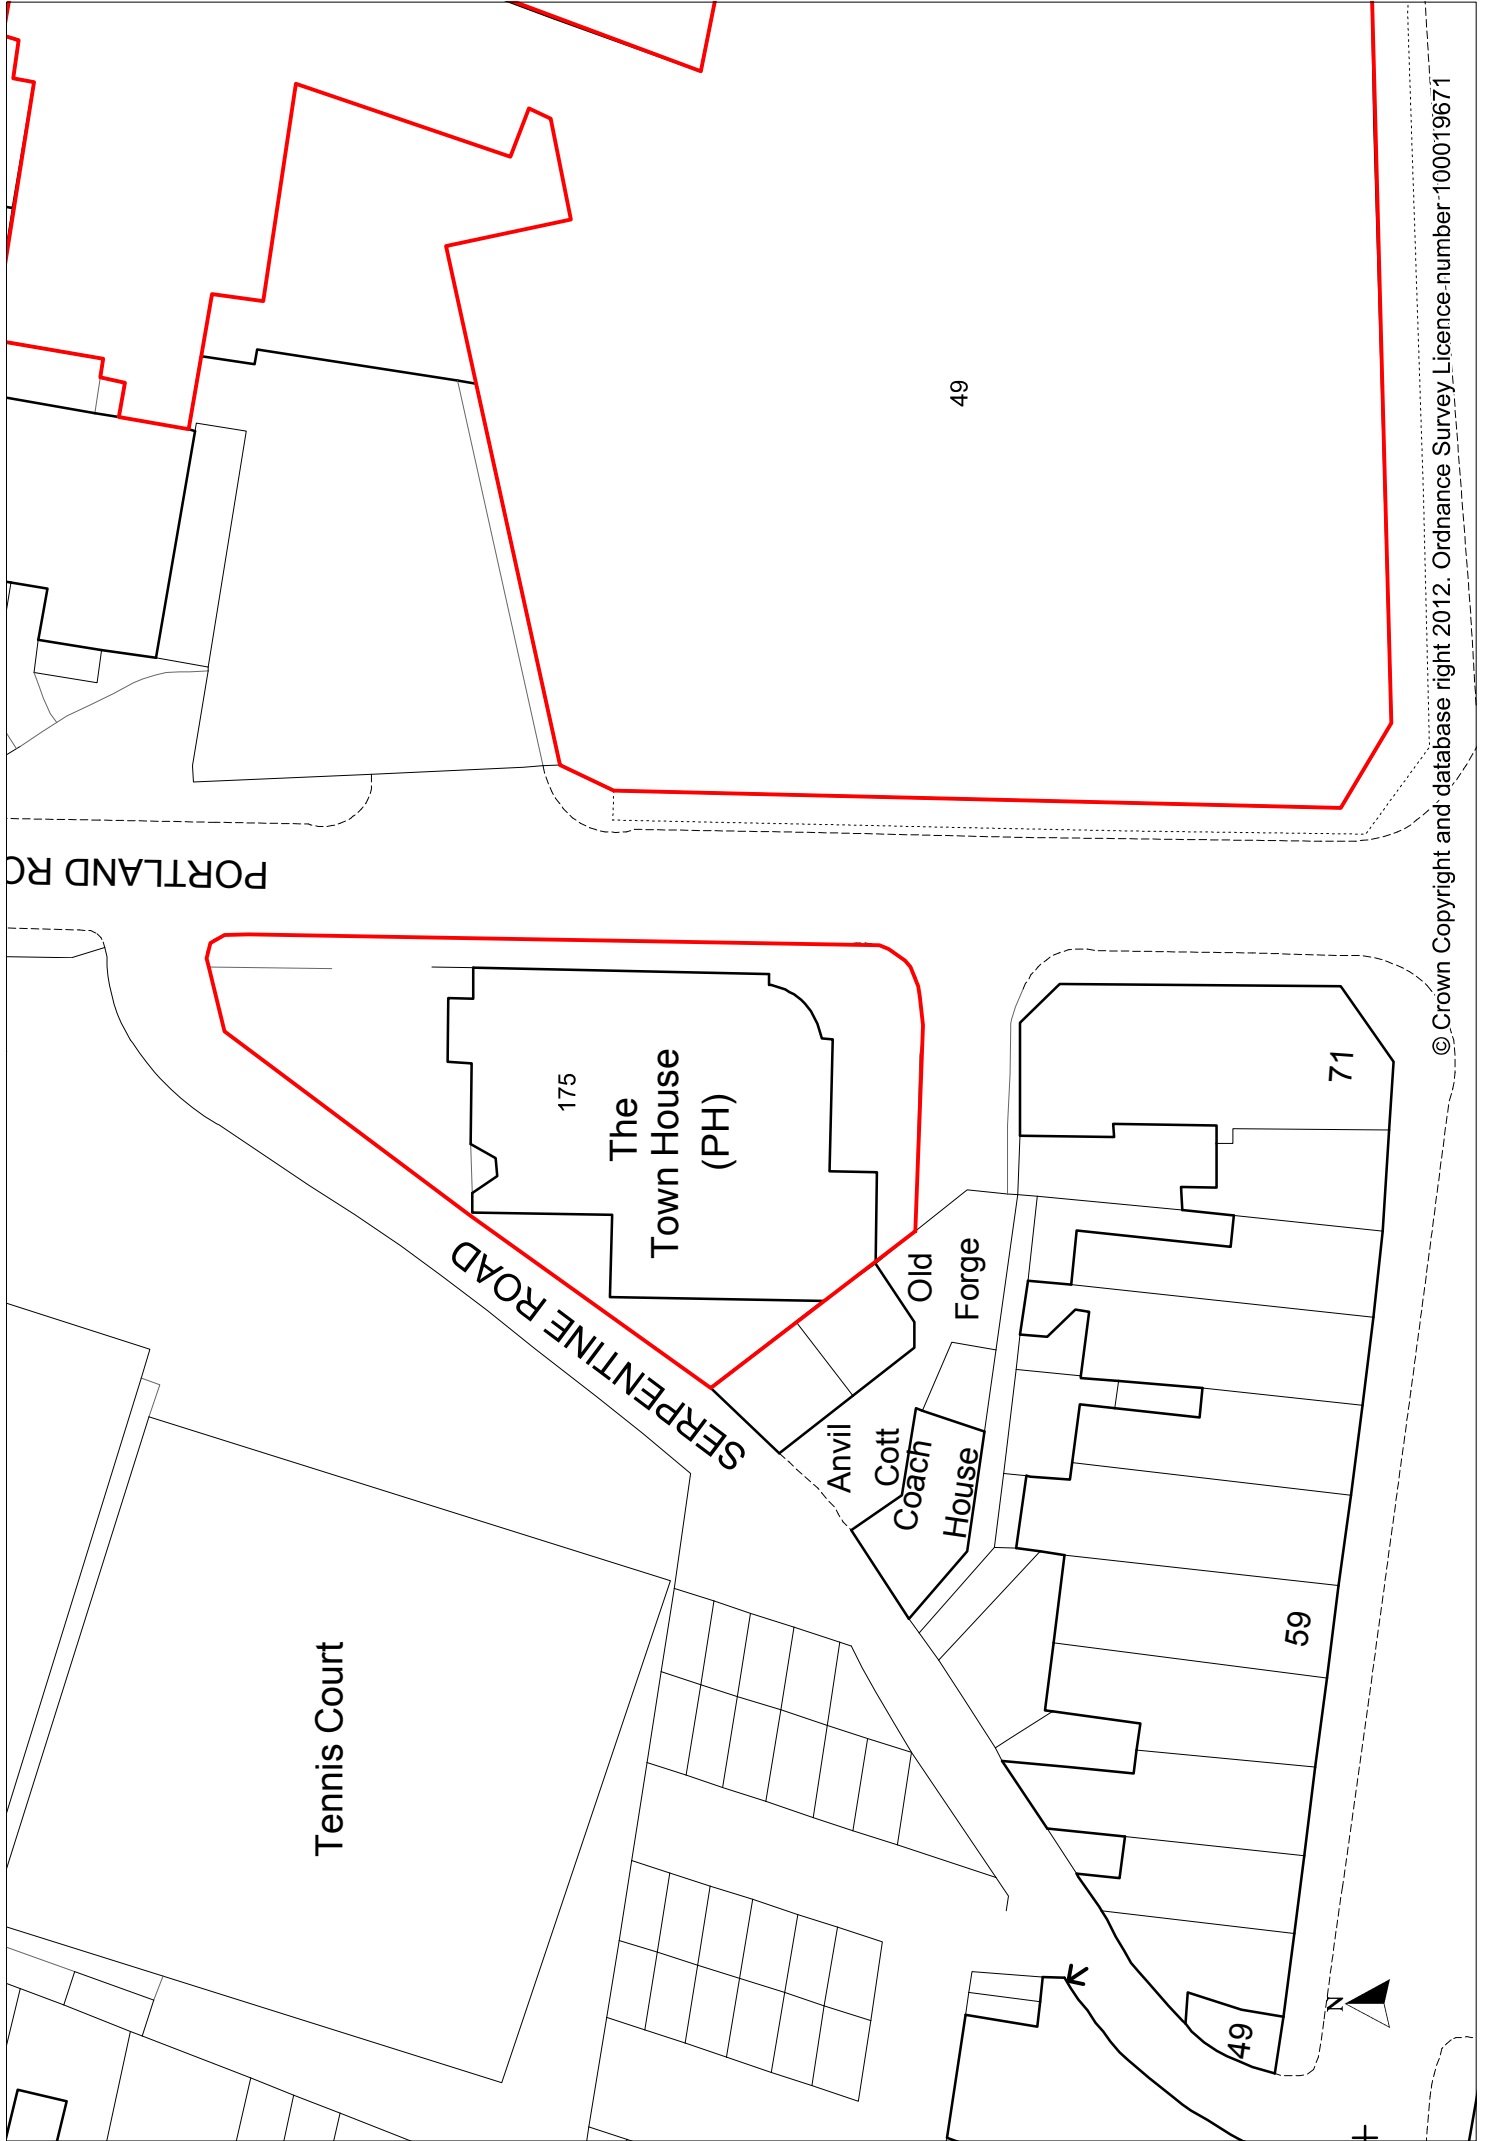 49
© Crown Copyright and database right 2012. Ordnance Survey Licence number 100019671
PORTLAND RO
175
The
Town House
(PH)
SERPENTINE ROAD
Old
Forge
71
Anvil
Cott
Coach
House
59
Tennis Court
49
N